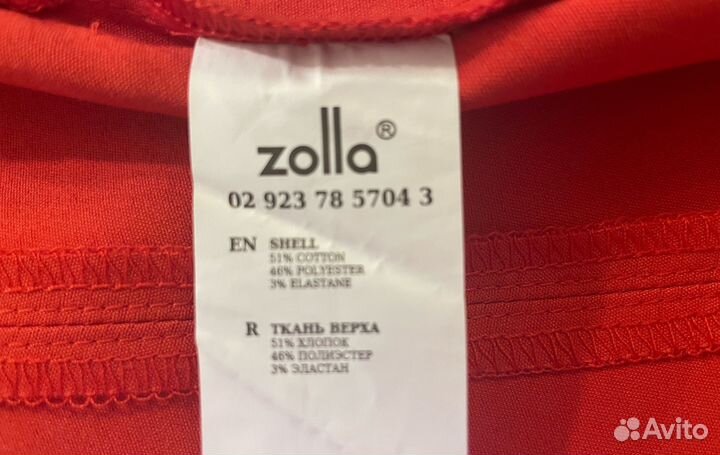 zolla®
02 923 78 5704 3
EN SHELL
51% COTTON
46% POLYESTER
3% ELASTANE
R ТКАНЬ ВЕРХА
51% ХЛОПОК
46% ПОЛИЭСТЕР
3% ЭЛАСТАН
Avito